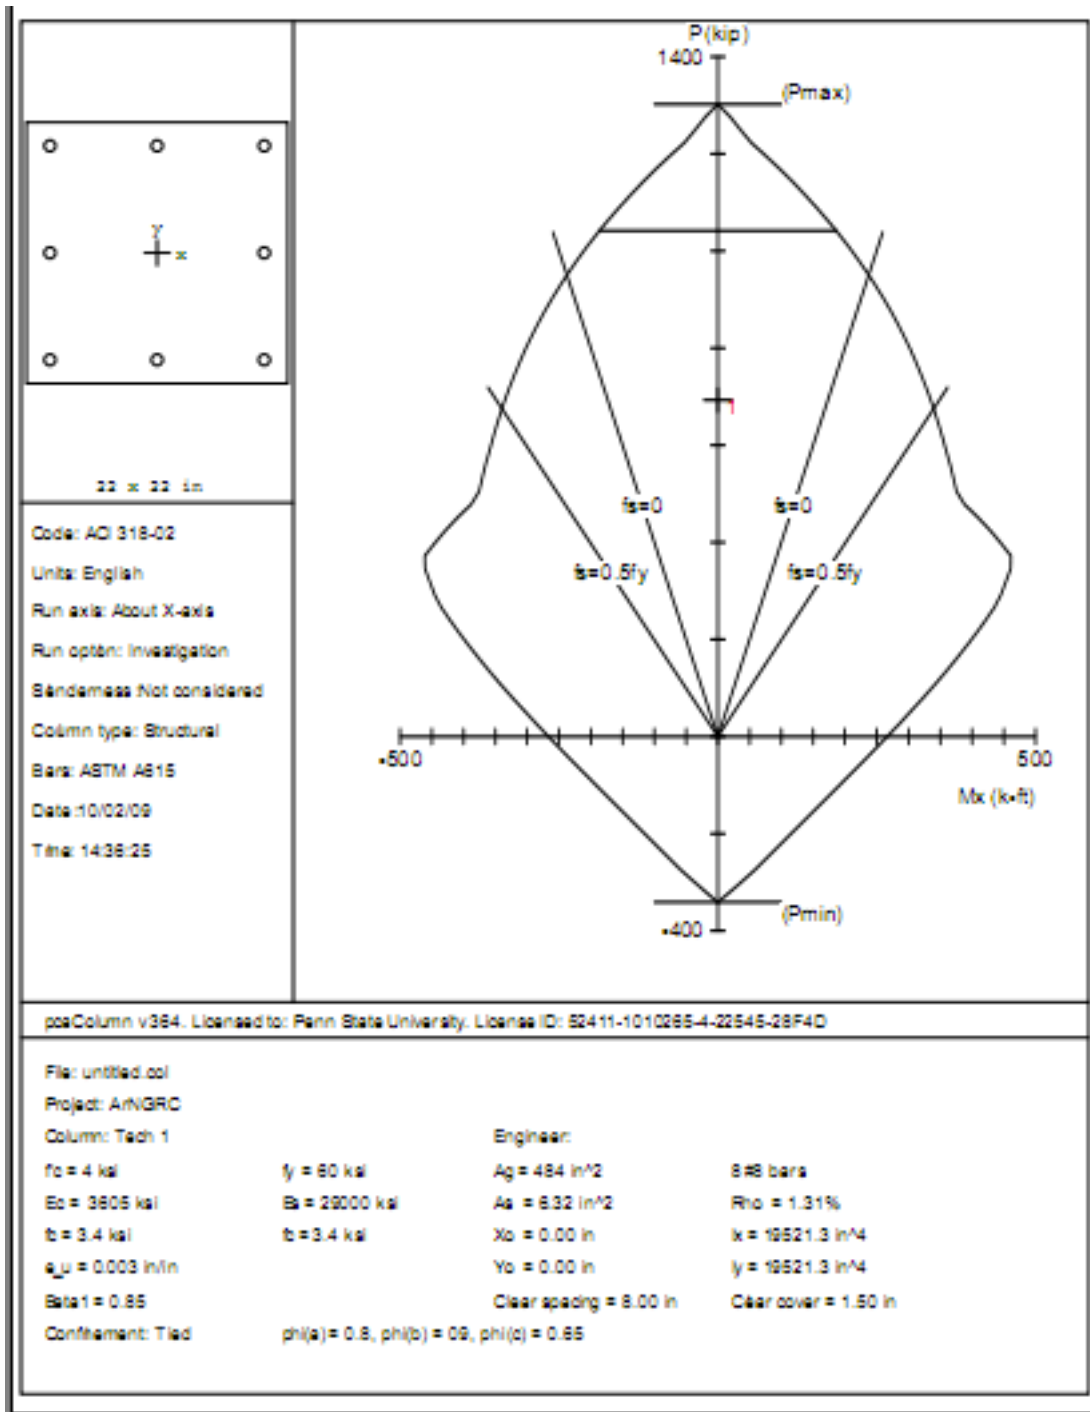 P (kip)
1400
(Pmax)
y
x
1
22 x 22 in
fs=0
fs=0
fs=0.5fy
fs=0.5fy
Code: ACI 318-02
Units: English
Run axis: About X-axis
Run option: Investigation
Slenderness: Not considered
Column type: Structural
Bars: ASTM A615
Date: 10/02/09
Time: 14:36:25
-500
500
Mx (k-ft)
(Pmin)
-400
pcaColumn v364. Licensed to: Penn State University. License ID: 52411-1010265-4-22545-28F4D
File: untitled.col
Project: ArNGRC
Column: Tech 1
Engineer:
f'c = 4 ksi
fy = 60 ksi
Ag = 484 in^2
8 #8 bars
Ec = 3605 ksi
Es = 29000 ksi
As = 6.32 in^2
Rho = 1.31%
fc = 3.4 ksi
fc = 3.4 ksi
Xo = 0.00 in
Ix = 19521.3 in^4
e_u = 0.003 in/in
Yo = 0.00 in
Iy = 19521.3 in^4
Beta1 = 0.85
Clear spacing = 8.00 in
Clear cover = 1.50 in
Confinement: Tied
phi(a) = 0.8, phi(b) = 0.9, phi(c) = 0.65